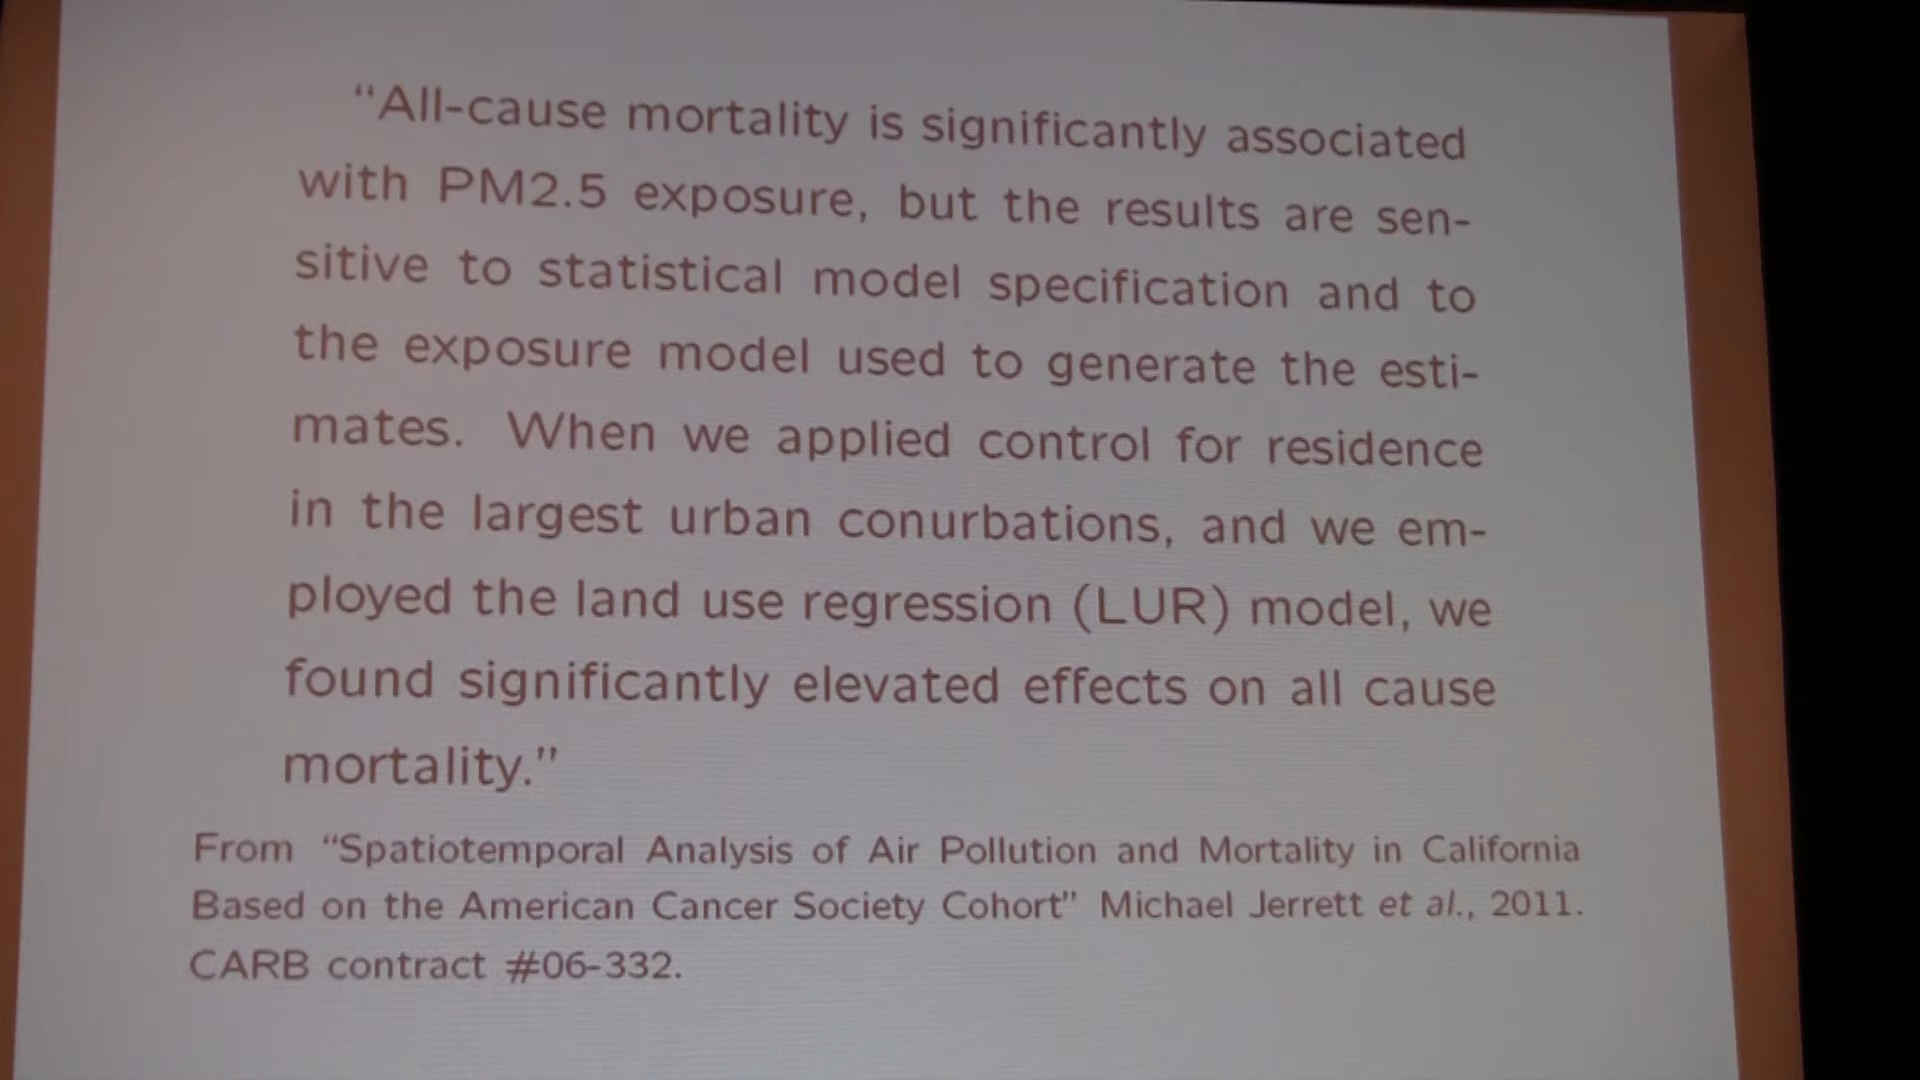 “All-cause mortality is significantly associated
with PM2.5 exposure, but the results are sen-
sitive to statistical model specification and to
the exposure model used to generate the esti-
mates. When we applied control for residence
in the largest urban conurbations, and we em-
ployed the land use regression (LUR) model, we
found significantly elevated effects on all cause
mortality.”
From “Spatiotemporal Analysis of Air Pollution and Mortality in California
Based on the American Cancer Society Cohort” Michael Jerrett et al., 2011.
CARB contract #06-332.